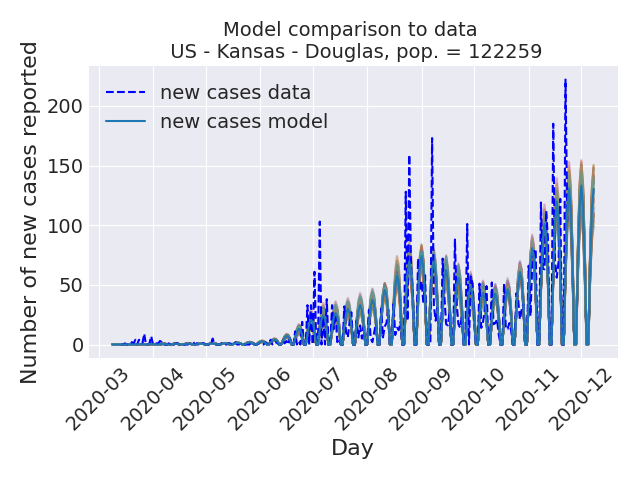 Model comparison to data
US - Kansas - Douglas, pop. = 122259
Number of new cases reported
200
150
100
50
0
new cases data
new cases model
2020-03
2020-04
2020-05
2020-06
2020-07
2020-08
2020-09
2020-10
2020-11
2020-12
Day